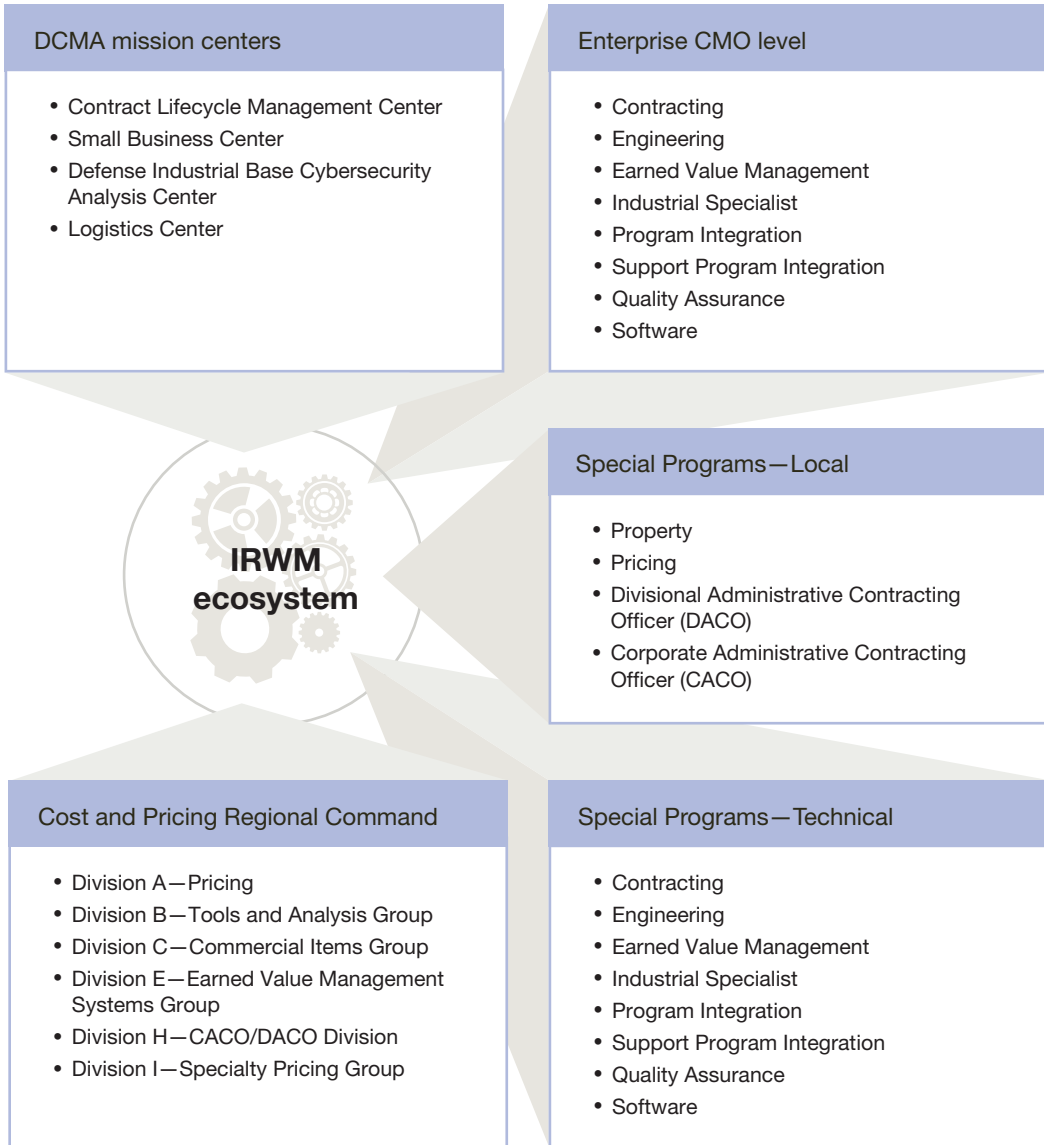 DCMA mission centers
• Contract Lifecycle Management Center
• Small Business Center
• Defense Industrial Base Cybersecurity
Analysis Center
• Logistics Center
Enterprise CMO level
• Contracting
• Engineering
• Earned Value Management
• Industrial Specialist
• Program Integration
• Support Program Integration
• Quality Assurance
• Software
IRWM
ecosystem
Special Programs—Local
• Property
• Pricing
• Divisional Administrative Contracting
Officer (DACO)
• Corporate Administrative Contracting
Officer (CACO)
Cost and Pricing Regional Command
• Division A—Pricing
• Division B—Tools and Analysis Group
• Division C—Commercial Items Group
• Division E—Earned Value Management
Systems Group
• Division H—CACO/DACO Division
• Division I—Specialty Pricing Group
Special Programs—Technical
• Contracting
• Engineering
• Earned Value Management
• Industrial Specialist
• Program Integration
• Support Program Integration
• Quality Assurance
• Software